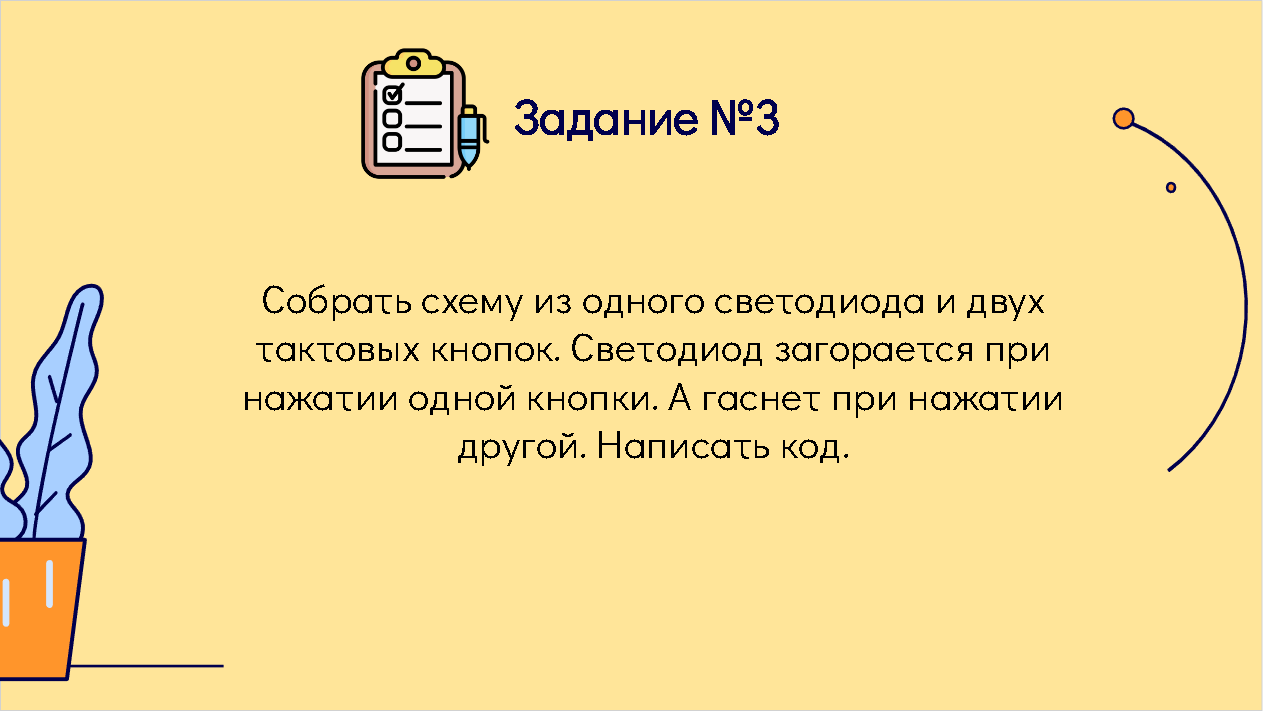 Задание №3
Собрать схему из одного светодиода и двух
тактовых кнопок. Светодиод загорается при
нажатии одной кнопки. А гаснет при нажатии
другой. Написать код.